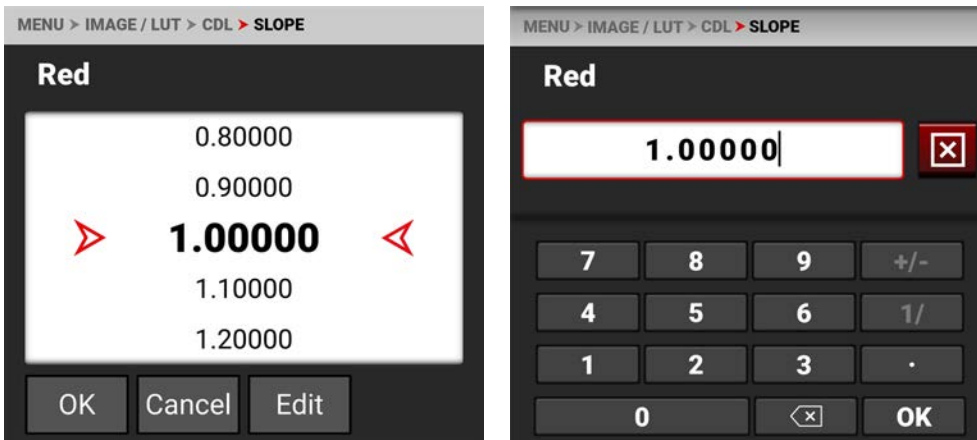 MENU > IMAGE / LUT > CDL > SLOPE
Red
0.80000
0.90000
1.00000
1.10000
1.20000
OK Cancel Edit
MENU > IMAGE / LUT > CDL > SLOPE
Red
1.00000
7 8 9 +/-
4 5 6 1/
1 2 3 .
0 OK